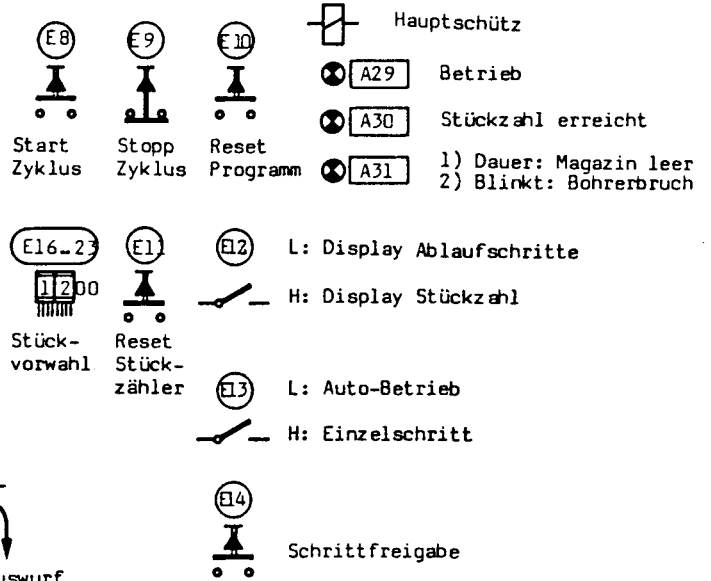 E8
E9
E10
Hauptschütz
A29 Betrieb
A30 Stückzahl erreicht
A31 1) Dauer: Magazin leer
2) Blinkt: Bohrerbruch
Start
Zyklus
Stopp
Zyklus
Reset
Programm
E16..23
E11
E12
L: Display Ablaufschritte
H: Display Stückzahl
1200
Stück-
vorwahl
Reset
Stück-
zähler
E13
L: Auto-Betrieb
H: Einzelschritt
E14
Schrittfreigabe